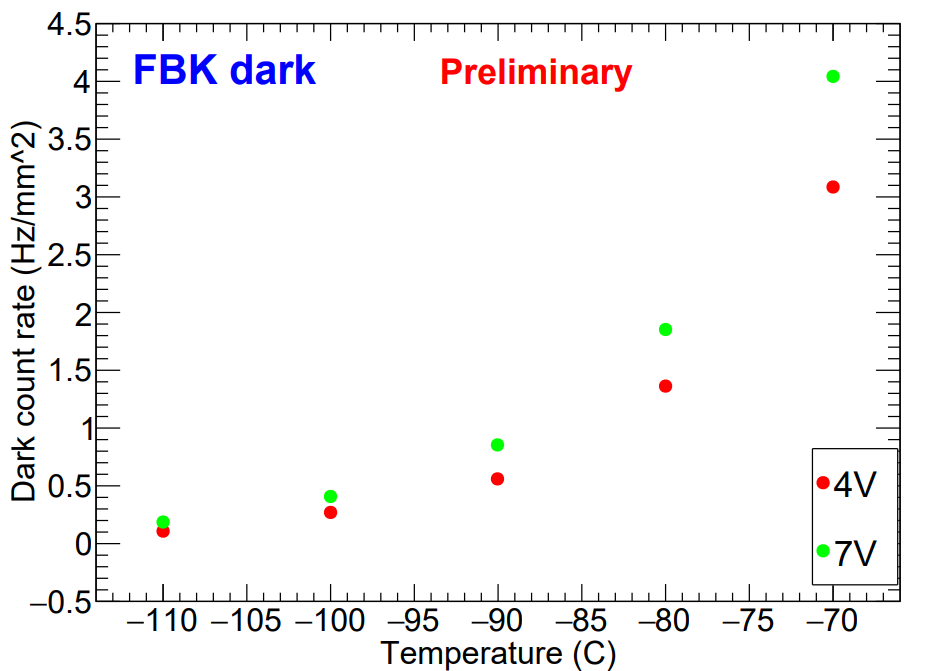 FBK dark
Preliminary
Dark count rate (Hz/mm^2)
4.5
4
3.5
3
2.5
2
1.5
1
0.5
0
−0.5
−110 −105 −100 −95 −90 −85 −80 −75 −70
Temperature (C)
4V
7V